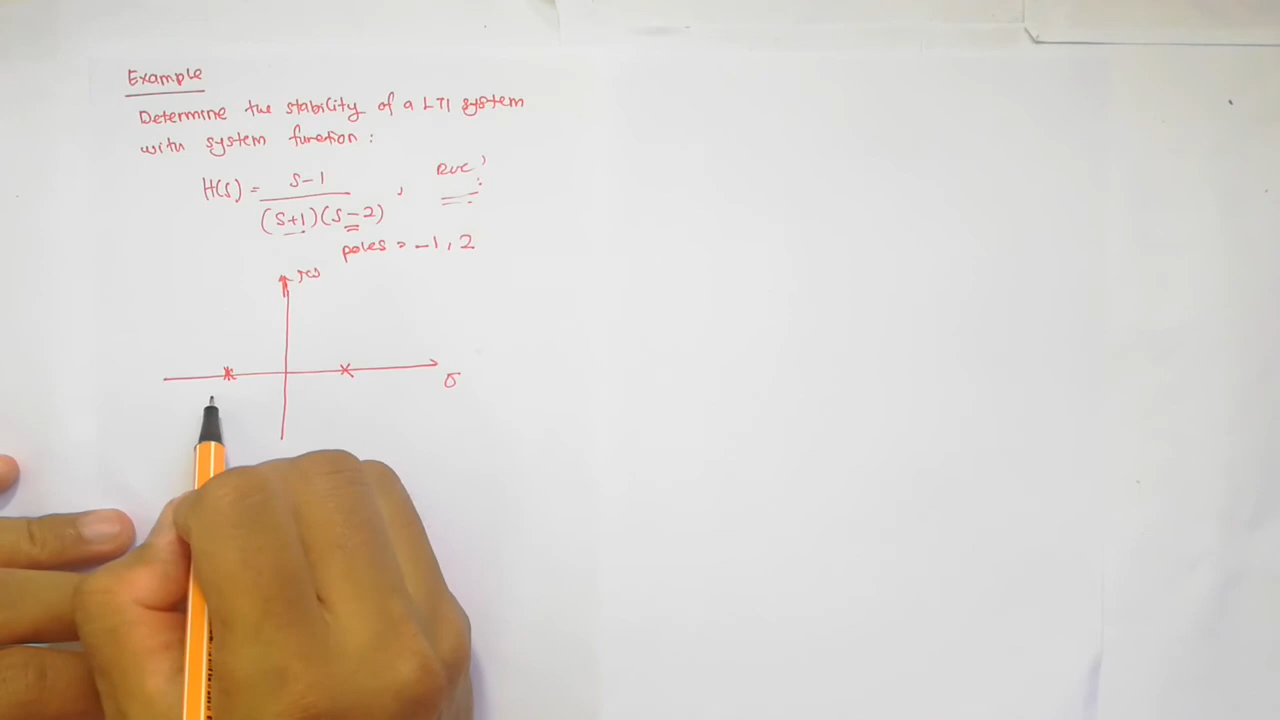 Example
Determine the stability of a LTI system
with system function:
H(s) = s-1 / (s+1)(s-2) , ROC ?
poles = -1, 2
jω
σ